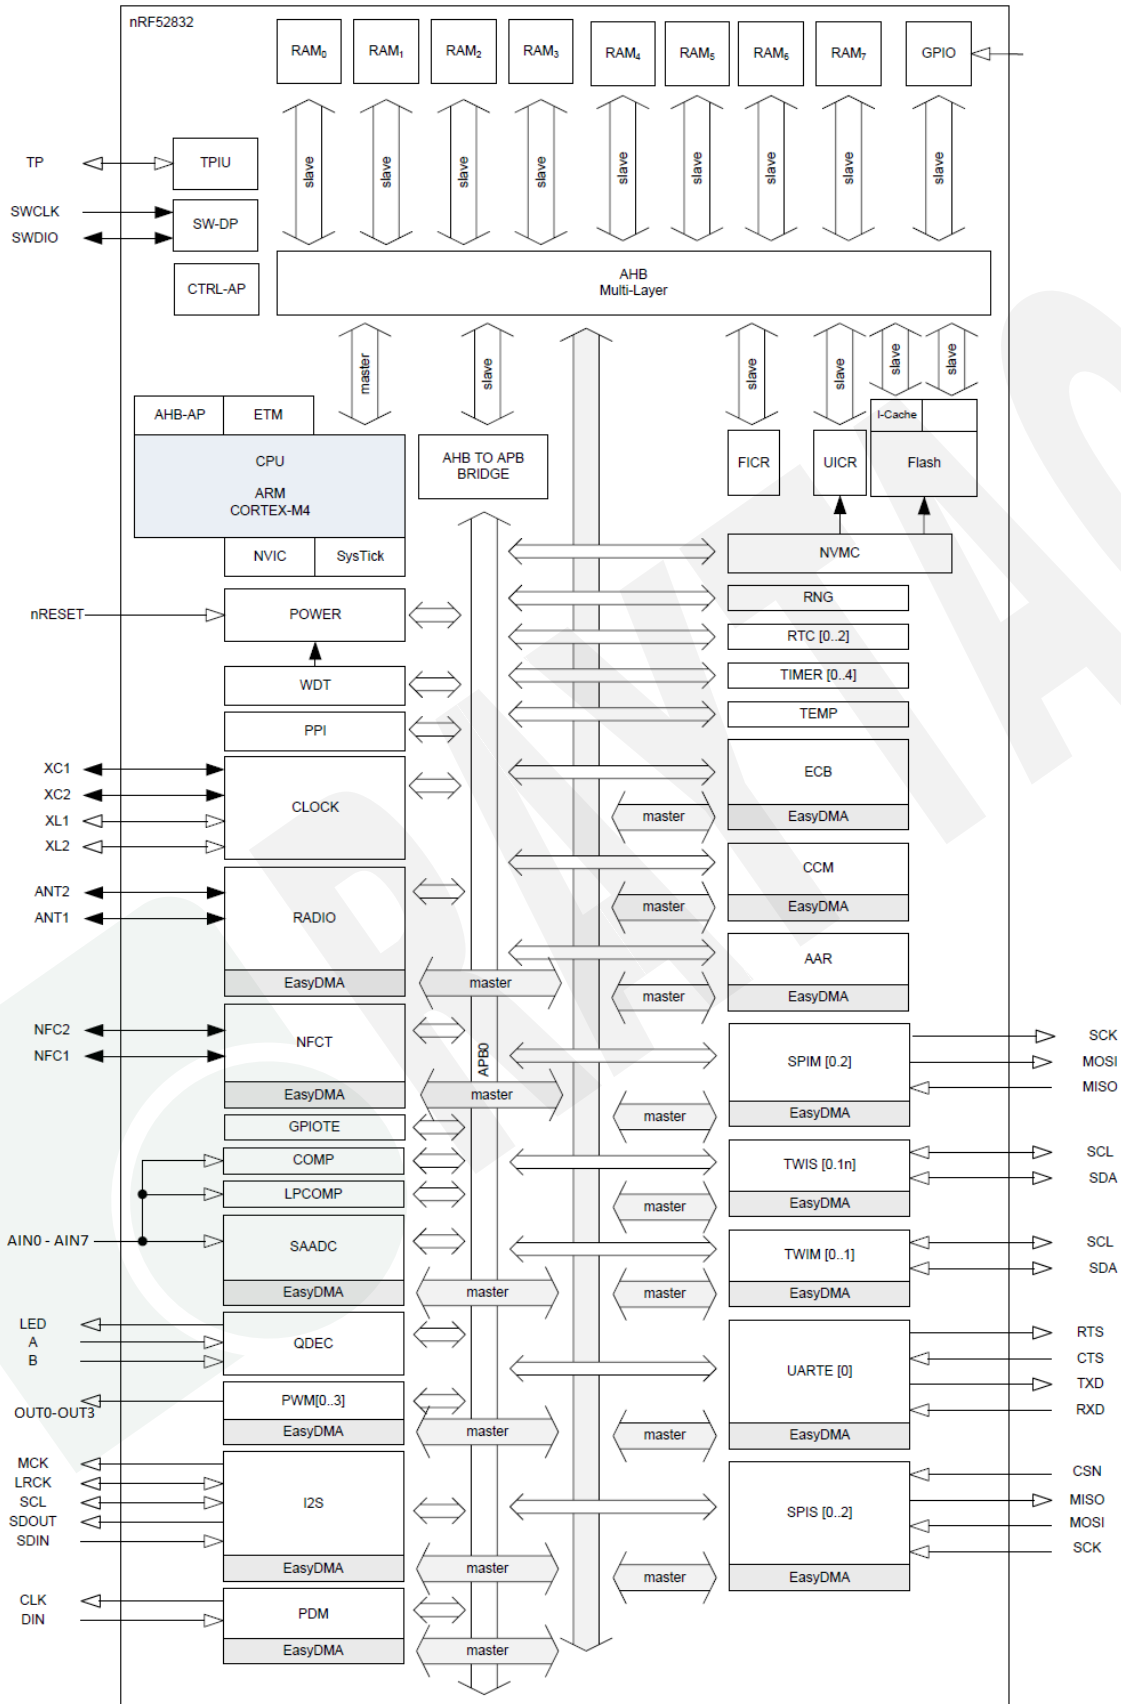 nRF52832
RAM0 RAM1 RAM2 RAM3 RAM4 RAM5 RAM6 RAM7 GPIO
slave slave slave slave slave slave slave slave slave
TP TPIU
SWCLK
SWDIO
SW-DP
CTRL-AP
AHB
Multi-Layer
master slave slave slave slave slave
AHB-AP ETM
I-Cache
CPU
ARM
CORTEX-M4
AHB TO APB
BRIDGE
FICR UICR Flash
NVIC SysTick
NVMC
nRESET POWER
RNG
RTC [0..2]
WDT
TIMER [0..4]
PPI
TEMP
XC1
XC2
XL1
XL2
CLOCK
ECB
master EasyDMA
ANT2
ANT1
RADIO
CCM
master EasyDMA
AAR
EasyDMA master
master EasyDMA
NFC2
NFC1
NFCT
APB0
SPIM [0.2]
SCK
MOSI
MISO
EasyDMA master
master EasyDMA
GPIOTE
COMP
LPCOMP
TWIS [0.1n]
SCL
SDA
master EasyDMA
AIN0 - AIN7 SAADC
TWIM [0..1]
SCL
SDA
EasyDMA master
master EasyDMA
LED
A
B
QDEC
UARTE [0]
RTS
CTS
TXD
RXD
OUT0-OUT3
PWM[0..3]
EasyDMA master
master EasyDMA
MCK
LRCK
SCL
SDOUT
SDIN
I2S
SPIS [0..2]
CSN
MISO
MOSI
SCK
EasyDMA master
master EasyDMA
CLK
DIN
PDM
EasyDMA master
RAYTAC